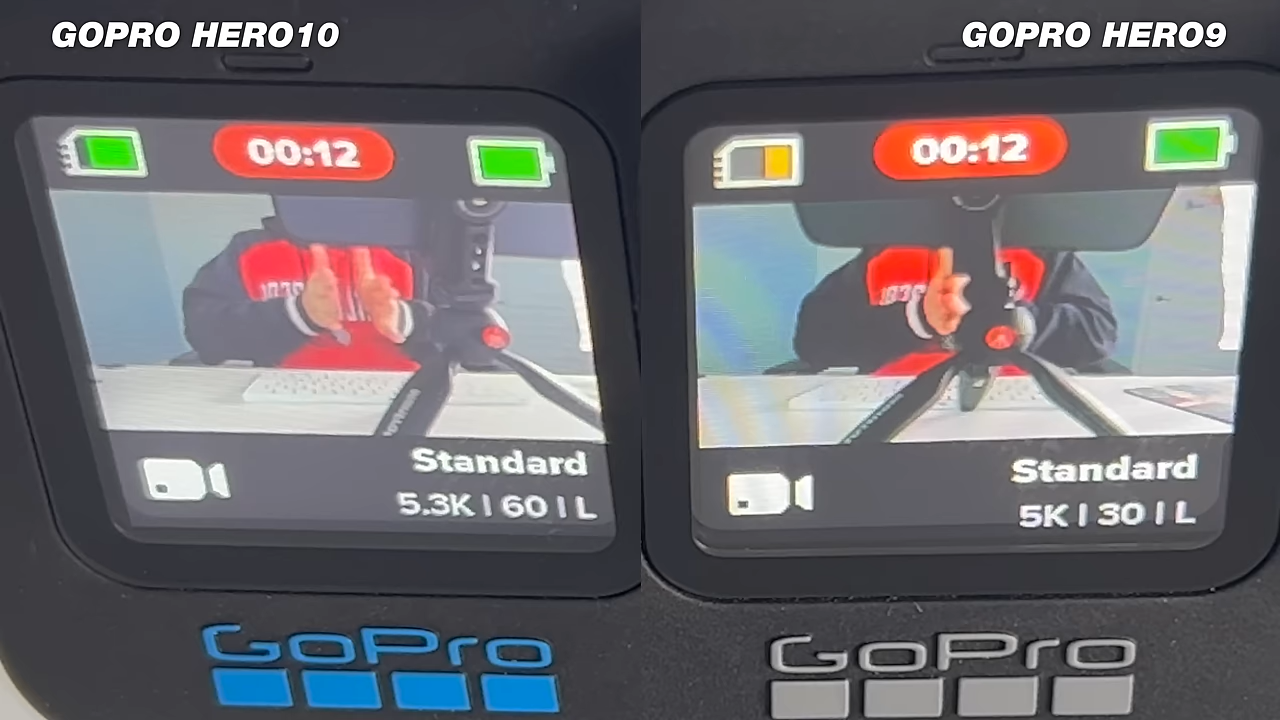 GOPRO HERO10
00:12
Standard
5.3K | 60 | L
GoPro
GOPRO HERO9
00:12
Standard
5K | 30 | L
GoPro